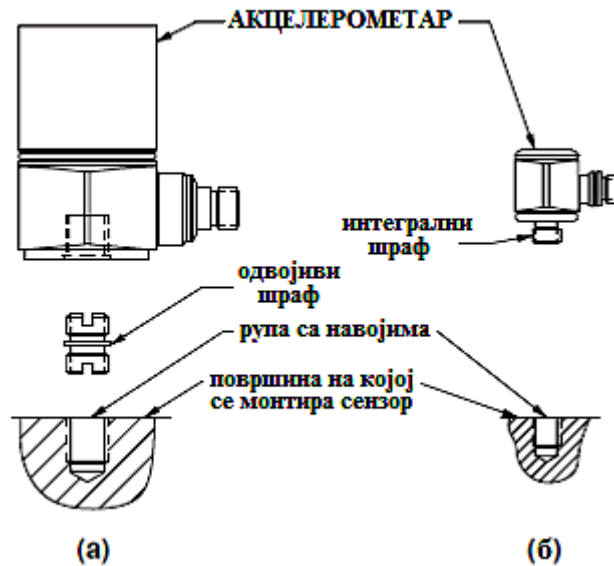 АКЦЕЛЕРОМЕТАР
интегрални
шраф
одвојиви
шраф
рупа са навојима
површина на којој
се монтира сензор
(а)
(б)